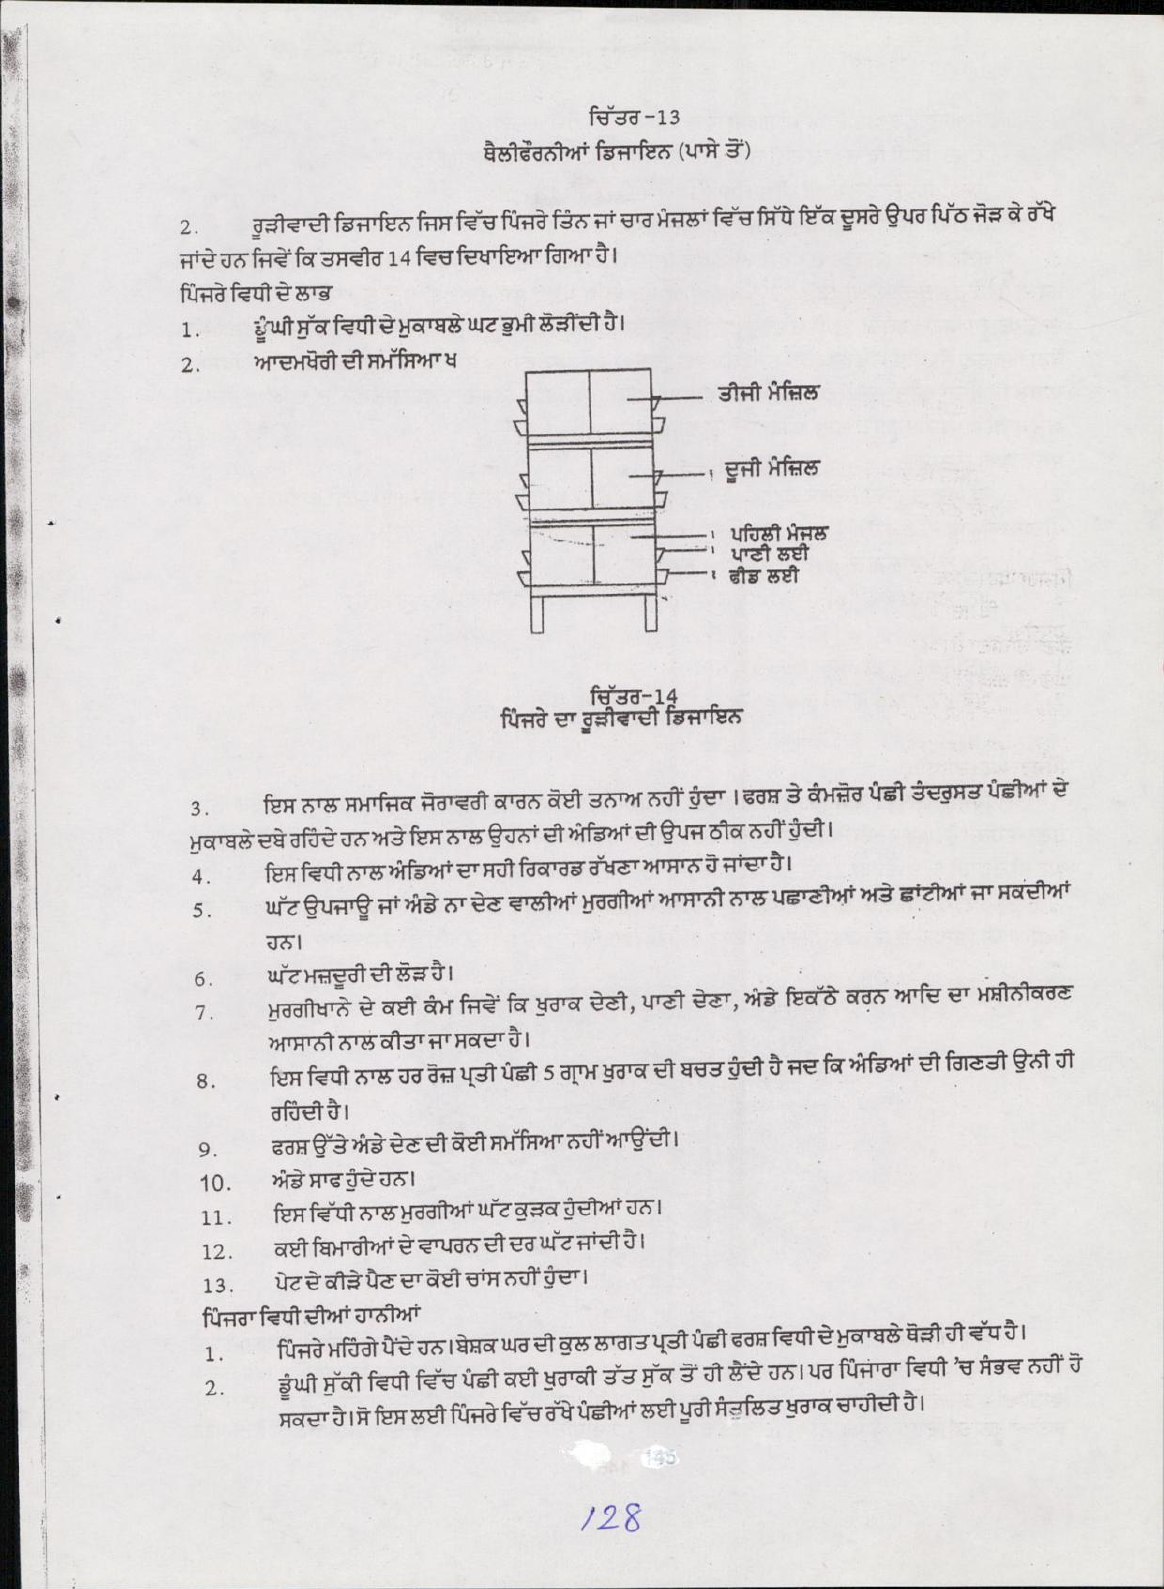 ਚਿੱਤਰ -13
ਥੈਲੀਫੌਰਨੀਆਂ ਡਿਜਾਇਨ (ਪਾਸੇ ਤੋਂ)
2. ਰੂੜੀਵਾਦੀ ਡਿਜਾਇਨ ਜਿਸ ਵਿੱਚ ਪਿੰਜਰੇ ਤਿੰਨ ਜਾਂ ਚਾਰ ਮੰਜਲਾਂ ਵਿੱਚ ਸਿੱਧੇ ਇੱਕ ਦੂਸਰੇ ਉਪਰ ਪਿੱਠ ਜੋੜ ਕੇ ਰੱਖੇ
ਜਾਂਦੇ ਹਨ ਜਿਵੇਂ ਕਿ ਤਸਵੀਰ 14 ਵਿਚ ਦਿਖਾਇਆ ਗਿਆ ਹੈ।
ਪਿੰਜਰੇ ਵਿਧੀ ਦੇ ਲਾਭ
1. ਡੂੰਘੀ ਸੁੱਕ ਵਿਧੀ ਦੇ ਮੁਕਾਬਲੇ ਘਟ ਭੁਮੀ ਲੋੜੀਂਦੀ ਹੈ।
2. ਆਦਮਖੋਰੀ ਦੀ ਸਮੱਸਿਆ ਖ
ਤੀਜੀ ਮੰਜ਼ਿਲ
ਦੂਜੀ ਮੰਜ਼ਿਲ
ਪਹਿਲੀ ਮੰਜਲ
ਪਾਣੀ ਲਈ
ਫੀਡ ਲਈ
ਚਿੱਤਰ-14
ਪਿੰਜਰੇ ਦਾ ਰੂੜੀਵਾਦੀ ਡਿਜਾਇਨ
3. ਇਸ ਨਾਲ ਸਮਾਜਿਕ ਜੋਰਾਵਰੀ ਕਾਰਨ ਕੋਈ ਤਨਾਅ ਨਹੀਂ ਹੁੰਦਾ । ਫਰਸ਼ ਤੇ ਕੰਮਜ਼ੋਰ ਪੰਛੀ ਤੰਦਰੁਸਤ ਪੰਛੀਆਂ ਦੇ
ਮੁਕਾਬਲੇ ਦਬੇ ਰਹਿੰਦੇ ਹਨ ਅਤੇ ਇਸ ਨਾਲ ਉਹਨਾਂ ਦੀ ਅੰਡਿਆਂ ਦੀ ਉਪਜ ਠੀਕ ਨਹੀਂ ਹੁੰਦੀ।
4. ਇਸ ਵਿਧੀ ਨਾਲ ਅੰਡਿਆਂ ਦਾ ਸਹੀ ਰਿਕਾਰਡ ਰੱਖਣਾ ਆਸਾਨ ਹੋ ਜਾਂਦਾ ਹੈ।
5. ਘੱਟ ਉਪਜਾਊ ਜਾਂ ਅੰਡੇ ਨਾ ਦੇਣ ਵਾਲੀਆਂ ਮੁਰਗੀਆਂ ਆਸਾਨੀ ਨਾਲ ਪਛਾਣੀਆਂ ਅਤੇ ਛਾਂਟੀਆਂ ਜਾ ਸਕਦੀਆਂ
ਹਨ।
6. ਘੱਟ ਮਜ਼ਦੂਰੀ ਦੀ ਲੋੜ ਹੈ।
7. ਮੁਰਗੀਖਾਨੇ ਦੇ ਕਈ ਕੰਮ ਜਿਵੇਂ ਕਿ ਖੁਰਾਕ ਦੇਣੀ, ਪਾਣੀ ਦੇਣਾ, ਅੰਡੇ ਇਕੱਠੇ ਕਰਨ ਆਦਿ ਦਾ ਮਸ਼ੀਨੀਕਰਣ
ਆਸਾਨੀ ਨਾਲ ਕੀਤਾ ਜਾ ਸਕਦਾ ਹੈ।
8. ਇਸ ਵਿਧੀ ਨਾਲ ਹਰ ਰੋਜ਼ ਪ੍ਰਤੀ ਪੰਛੀ 5 ਗ੍ਰਾਮ ਖੁਰਾਕ ਦੀ ਬਚਤ ਹੁੰਦੀ ਹੈ ਜਦ ਕਿ ਅੰਡਿਆਂ ਦੀ ਗਿਣਤੀ ਉਨੀ ਹੀ
ਰਹਿੰਦੀ ਹੈ।
9. ਫਰਸ਼ ਉੱਤੇ ਅੰਡੇ ਦੇਣ ਦੀ ਕੋਈ ਸਮੱਸਿਆ ਨਹੀਂ ਆਉਂਦੀ।
10. ਅੰਡੇ ਸਾਫ ਹੁੰਦੇ ਹਨ।
11. ਇਸ ਵਿੱਧੀ ਨਾਲ ਮੁਰਗੀਆਂ ਘੱਟ ਕੁੜਕ ਹੁੰਦੀਆਂ ਹਨ।
12. ਕਈ ਬਿਮਾਰੀਆਂ ਦੇ ਵਾਪਰਨ ਦੀ ਦਰ ਘੱਟ ਜਾਂਦੀ ਹੈ।
13. ਪੇਟ ਦੇ ਕੀੜੇ ਪੈਣ ਦਾ ਕੋਈ ਚਾਂਸ ਨਹੀਂ ਹੁੰਦਾ।
ਪਿੰਜਰਾ ਵਿਧੀ ਦੀਆਂ ਹਾਨੀਆਂ
1. ਪਿੰਜਰੇ ਮਹਿੰਗੇ ਪੈਂਦੇ ਹਨ।ਬੇਸ਼ਕ ਘਰ ਦੀ ਕੁਲ ਲਾਗਤ ਪ੍ਰਤੀ ਪੰਛੀ ਫਰਸ਼ ਵਿਧੀ ਦੇ ਮੁਕਾਬਲੇ ਥੋੜੀ ਹੀ ਵੱਧ ਹੈ।
2. ਡੂੰਘੀ ਸੁੱਕੀ ਵਿਧੀ ਵਿੱਚ ਪੰਛੀ ਕਈ ਖੁਰਾਕੀ ਤੱਤ ਸੁੱਕ ਤੋਂ ਹੀ ਲੈਂਦੇ ਹਨ। ਪਰ ਪਿੰਜਾਰਾ ਵਿਧੀ 'ਚ ਸੰਭਵ ਨਹੀਂ ਹੋ
ਸਕਦਾ ਹੈ। ਸੋ ਇਸ ਲਈ ਪਿੰਜਰੇ ਵਿੱਚ ਰੱਖੇ ਪੰਛੀਆਂ ਲਈ ਪੂਰੀ ਸੰਤੁਲਿਤ ਖੁਰਾਕ ਚਾਹੀਦੀ ਹੈ।
128